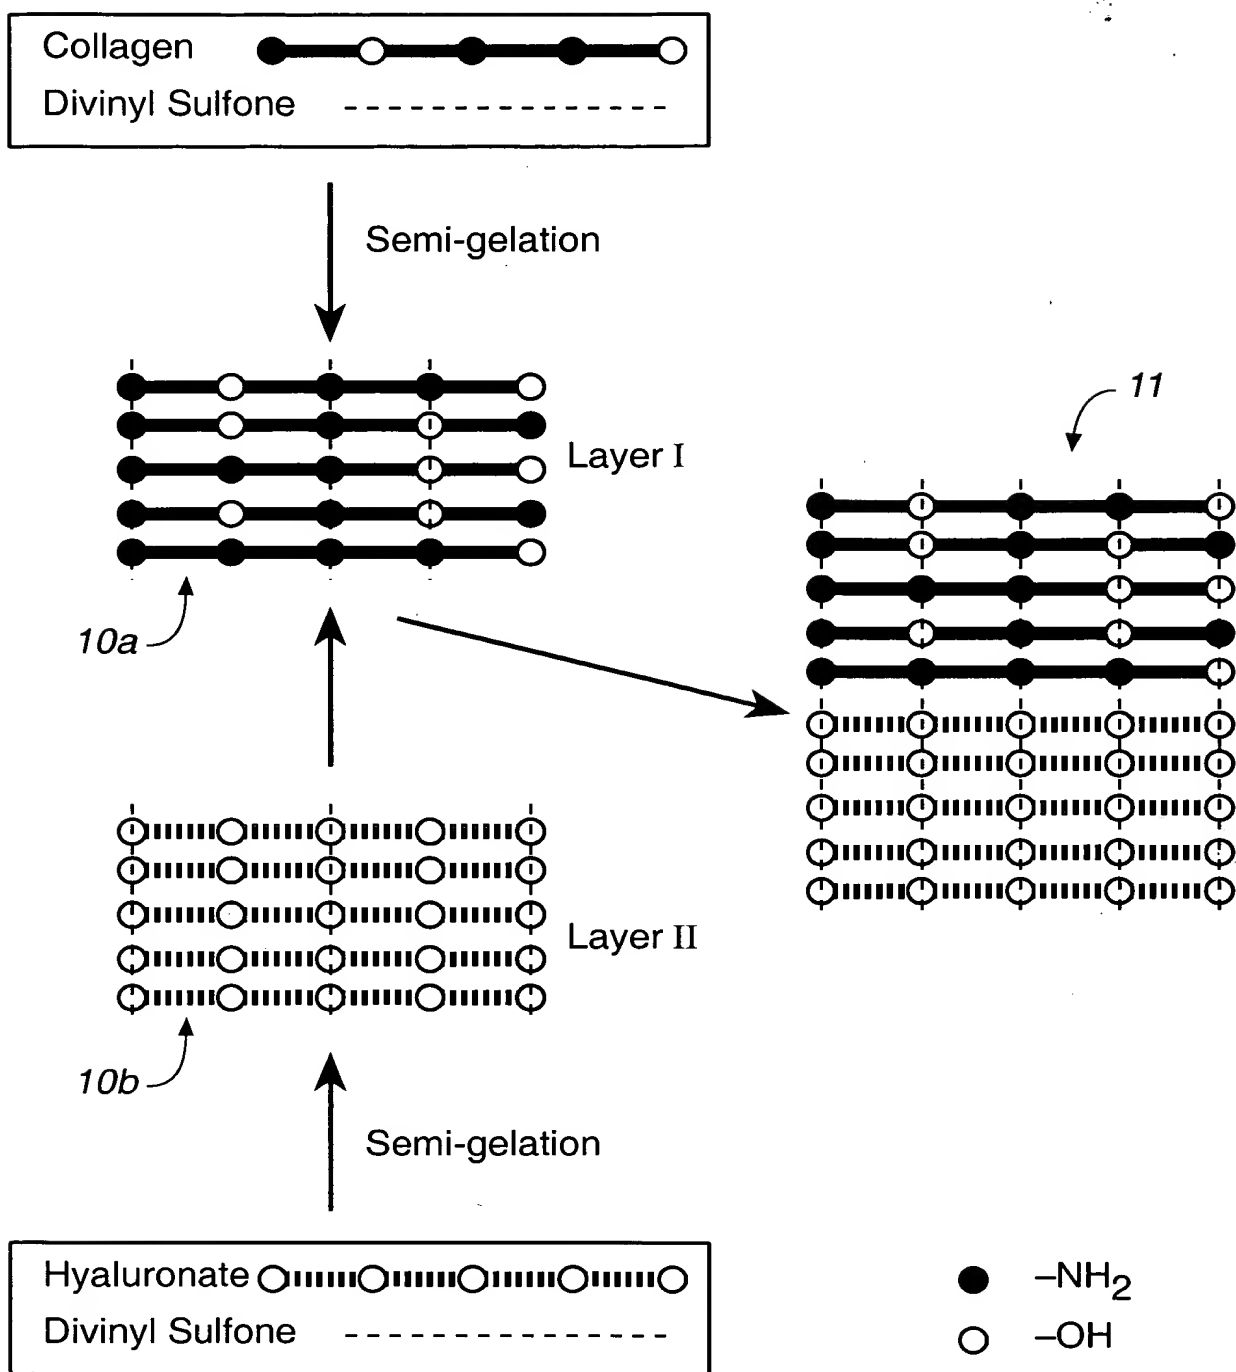 Collagen
Divinyl Sulfone
Semi-gelation
11
Layer I
10a
Layer II
10b
Semi-gelation
Hyaluronate
Divinyl Sulfone
–NH2
–OH